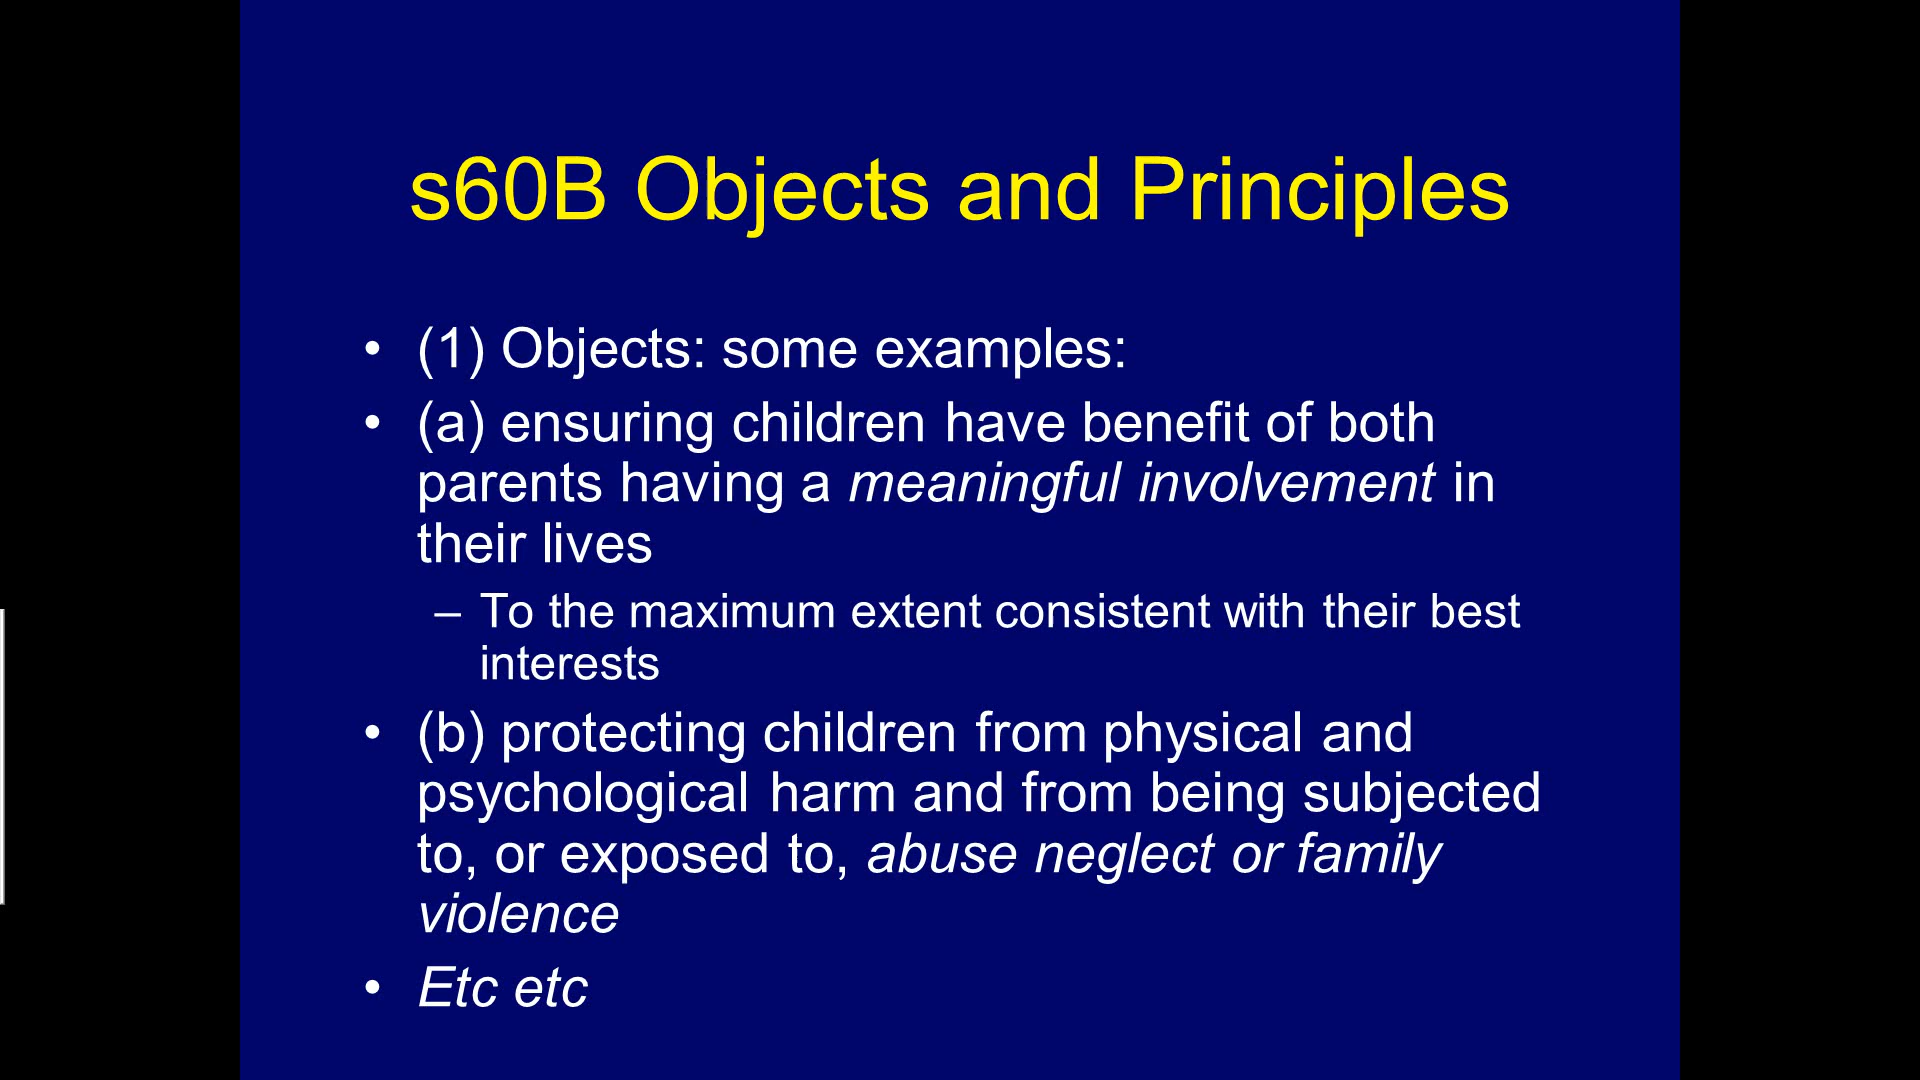 s60B Objects and Principles
• (1) Objects: some examples:
• (a) ensuring children have benefit of both
parents having a meaningful involvement in
their lives
– To the maximum extent consistent with their best
interests
• (b) protecting children from physical and
psychological harm and from being subjected
to, or exposed to, abuse neglect or family
violence
• Etc etc